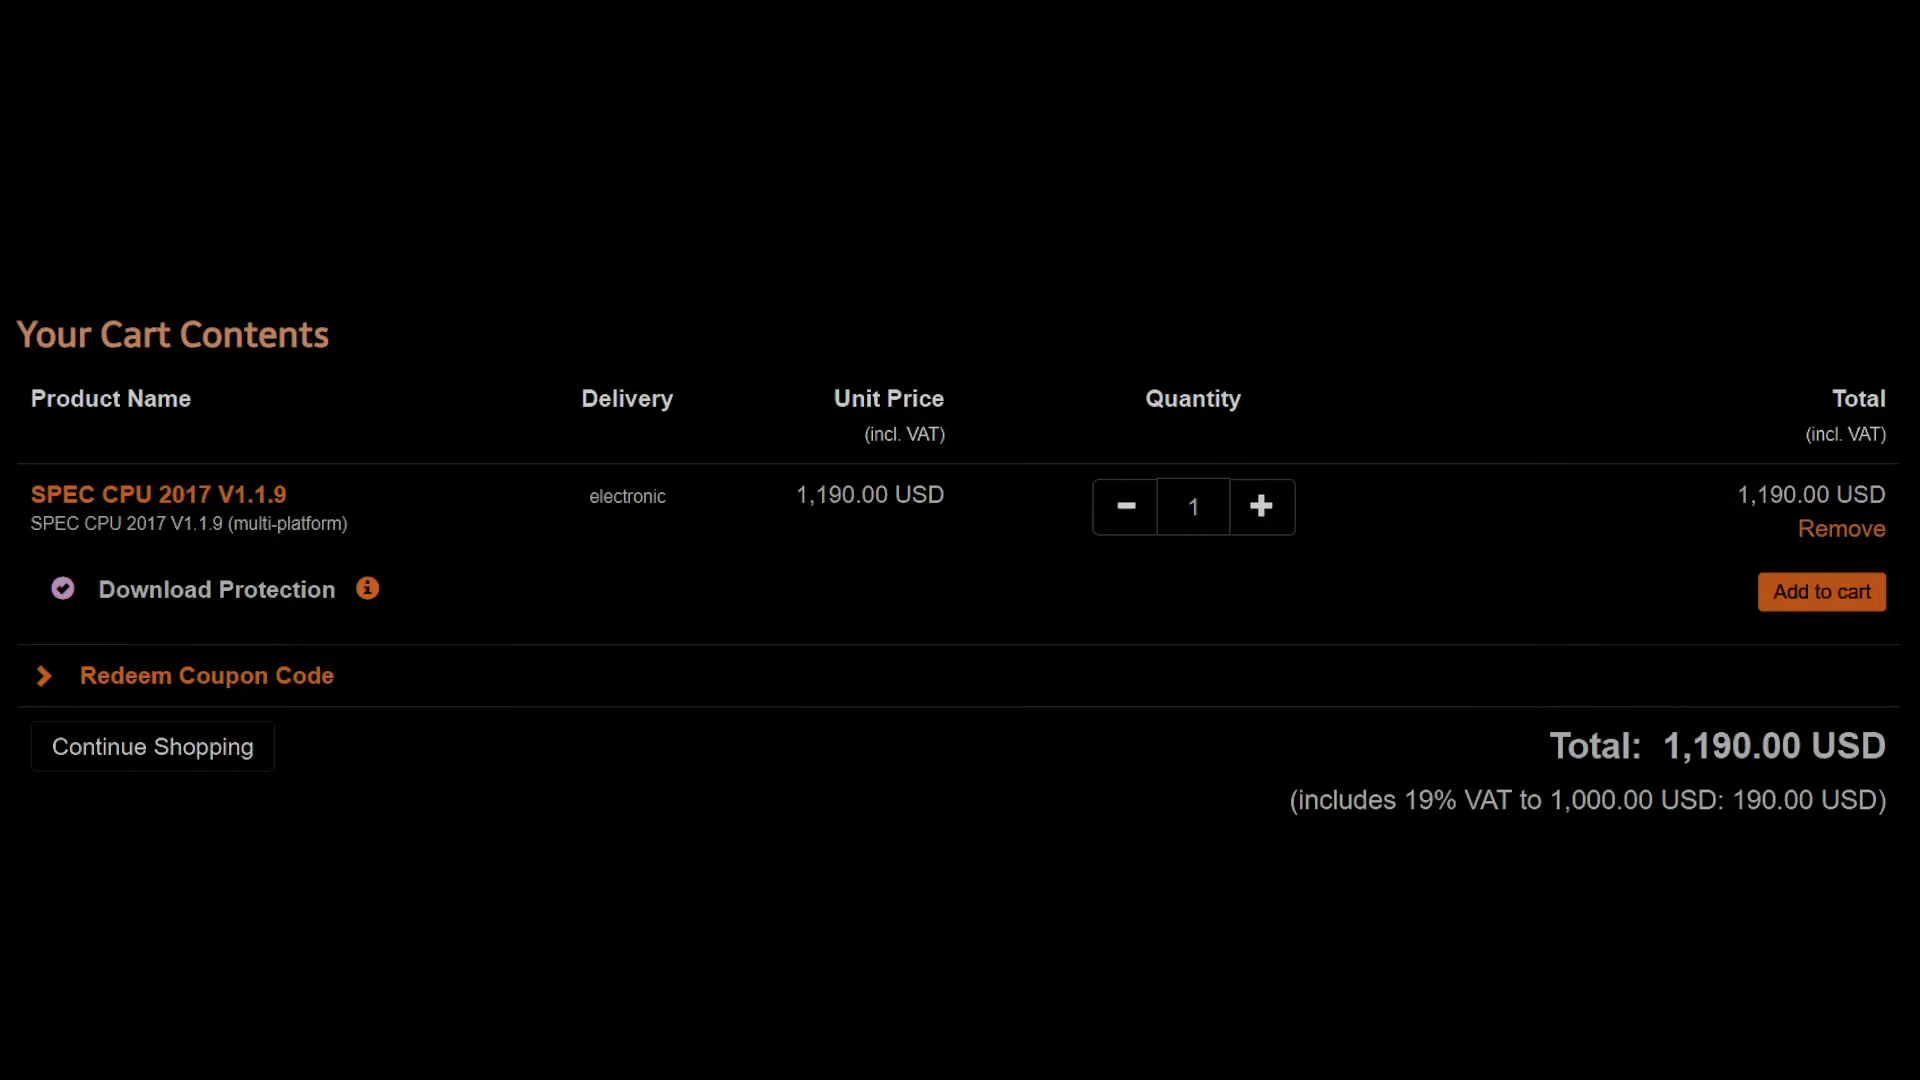 Your Cart Contents
Product Name Delivery Unit Price Quantity Total
(incl. VAT) (incl. VAT)
SPEC CPU 2017 V1.1.9 electronic 1,190.00 USD 1 1,190.00 USD
SPEC CPU 2017 V1.1.9 (multi-platform) Remove
Download Protection Add to cart
Redeem Coupon Code
Continue Shopping Total: 1,190.00 USD
(includes 19% VAT to 1,000.00 USD: 190.00 USD)